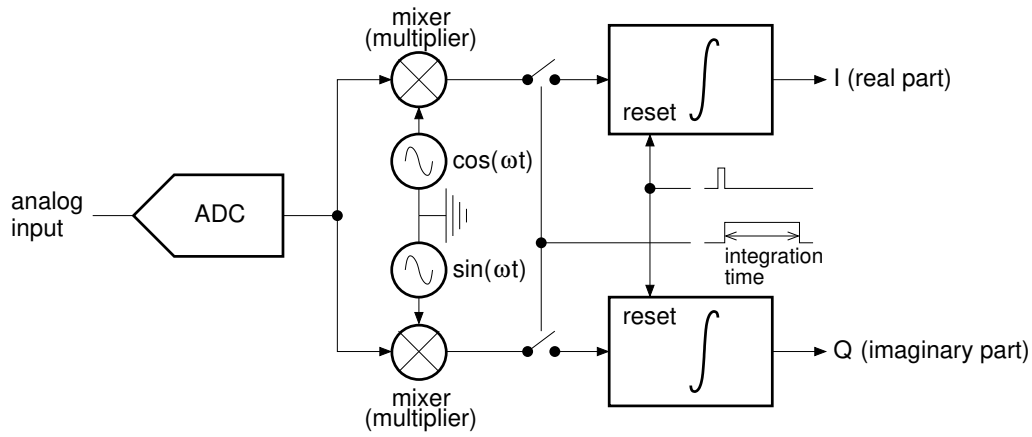 mixer
(multiplier)
I (real part)
reset
cos(ωt)
analog
input
ADC
integration
time
sin(ωt)
reset
Q (imaginary part)
mixer
(multiplier)